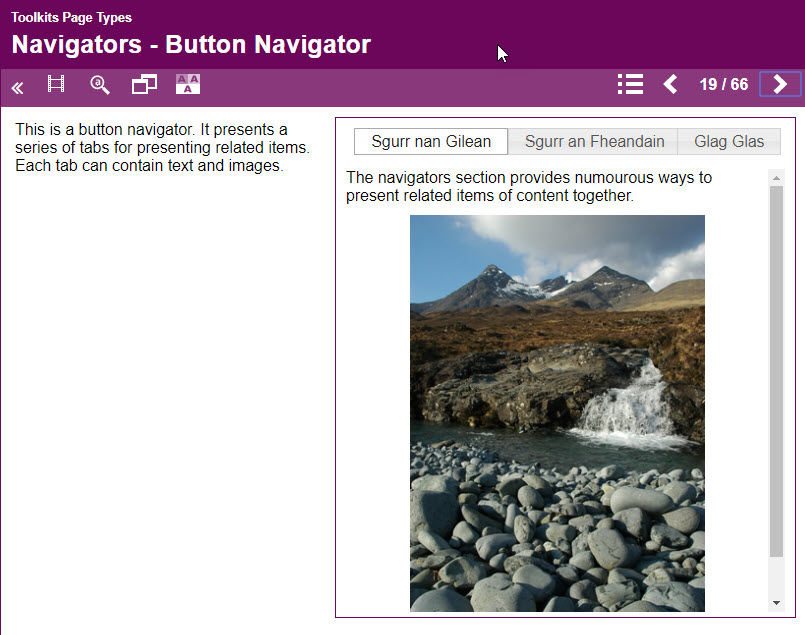 Toolkits Page Types
Navigators - Button Navigator
19 / 66
This is a button navigator. It presents a
series of tabs for presenting related items.
Each tab can contain text and images.
Sgurr nan Gilean
Sgurr an Fheandain
Glag Glas
The navigators section provides numourous ways to
present related items of content together.